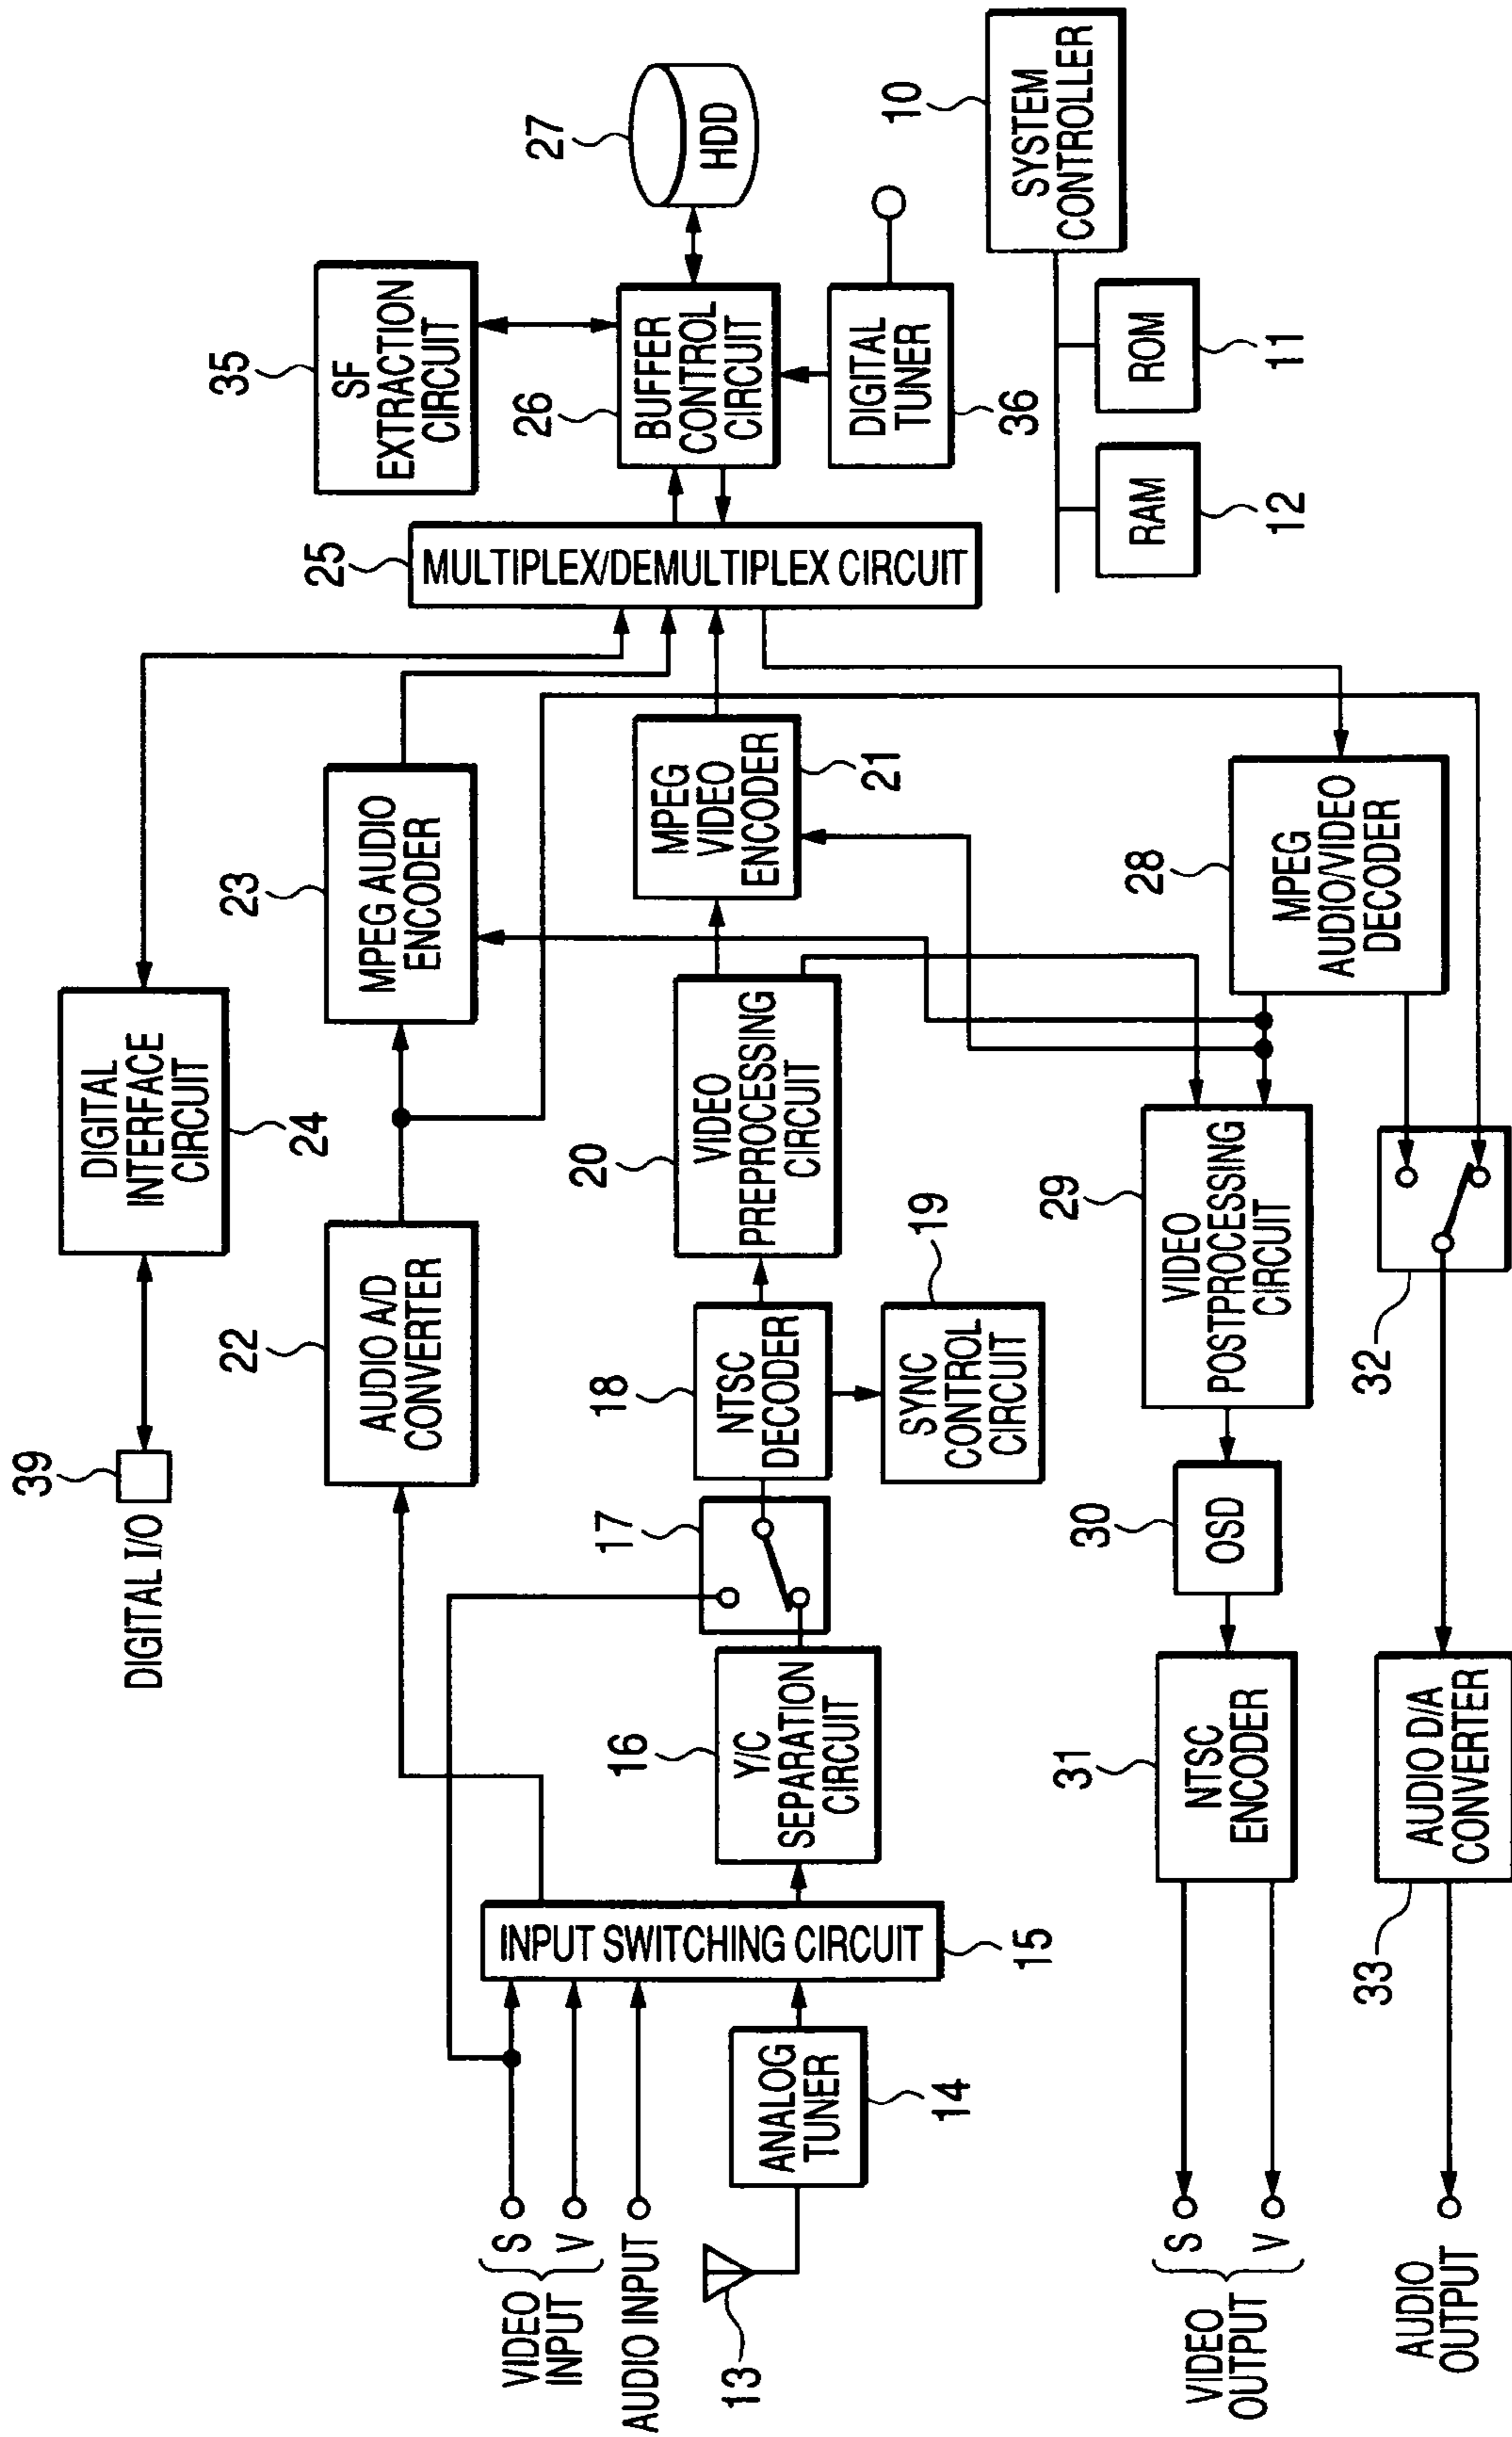 39
DIGITAL I/O
DIGITAL
INTERFACE
CIRCUIT
24
35
SF
EXTRACTION
CIRCUIT
27
HDD
22
AUDIO A/D
CONVERTER
23
MPEG AUDIO
ENCODER
25
MULTIPLEX/DEMULTIPLEX CIRCUIT
26
BUFFER
CONTROL
CIRCUIT
10
SYSTEM
CONTROLLER
VIDEO
INPUT
S
V
AUDIO INPUT
13
ANALOG
TUNER
14
INPUT SWITCHING CIRCUIT
15
16
Y/C
SEPARATION
CIRCUIT
17
18
NTSC
DECODER
SYNC
CONTROL
CIRCUIT
19
20
VIDEO
PREPROCESSING
CIRCUIT
MPEG
VIDEO
ENCODER
21
DIGITAL
TUNER
36
ROM
11
RAM
12
VIDEO
OUTPUT
S
V
31
NTSC
ENCODER
30
OSD
29
VIDEO
POSTPROCESSING
CIRCUIT
28
MPEG
AUDIO/VIDEO
DECODER
AUDIO
OUTPUT
33
AUDIO D/A
CONVERTER
32